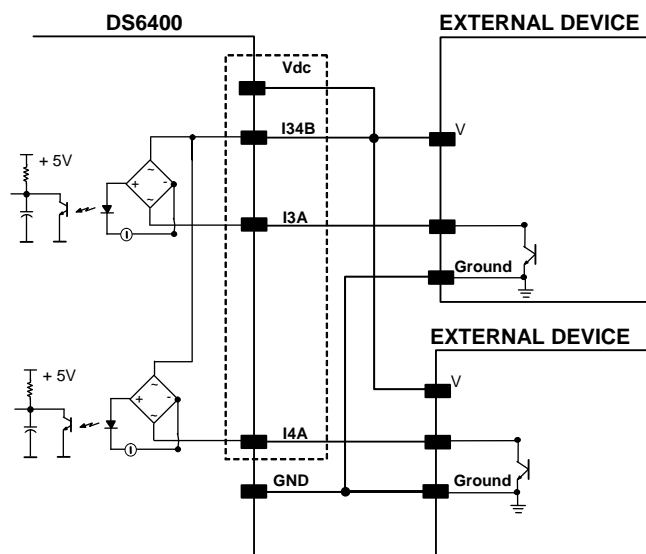 DS6400
EXTERNAL DEVICE
Vdc
I34B
V
+ 5V
~
+
-
~
I3A
I
Ground
EXTERNAL DEVICE
+ 5V
~
V
+
-
~
I4A
I
GND
Ground